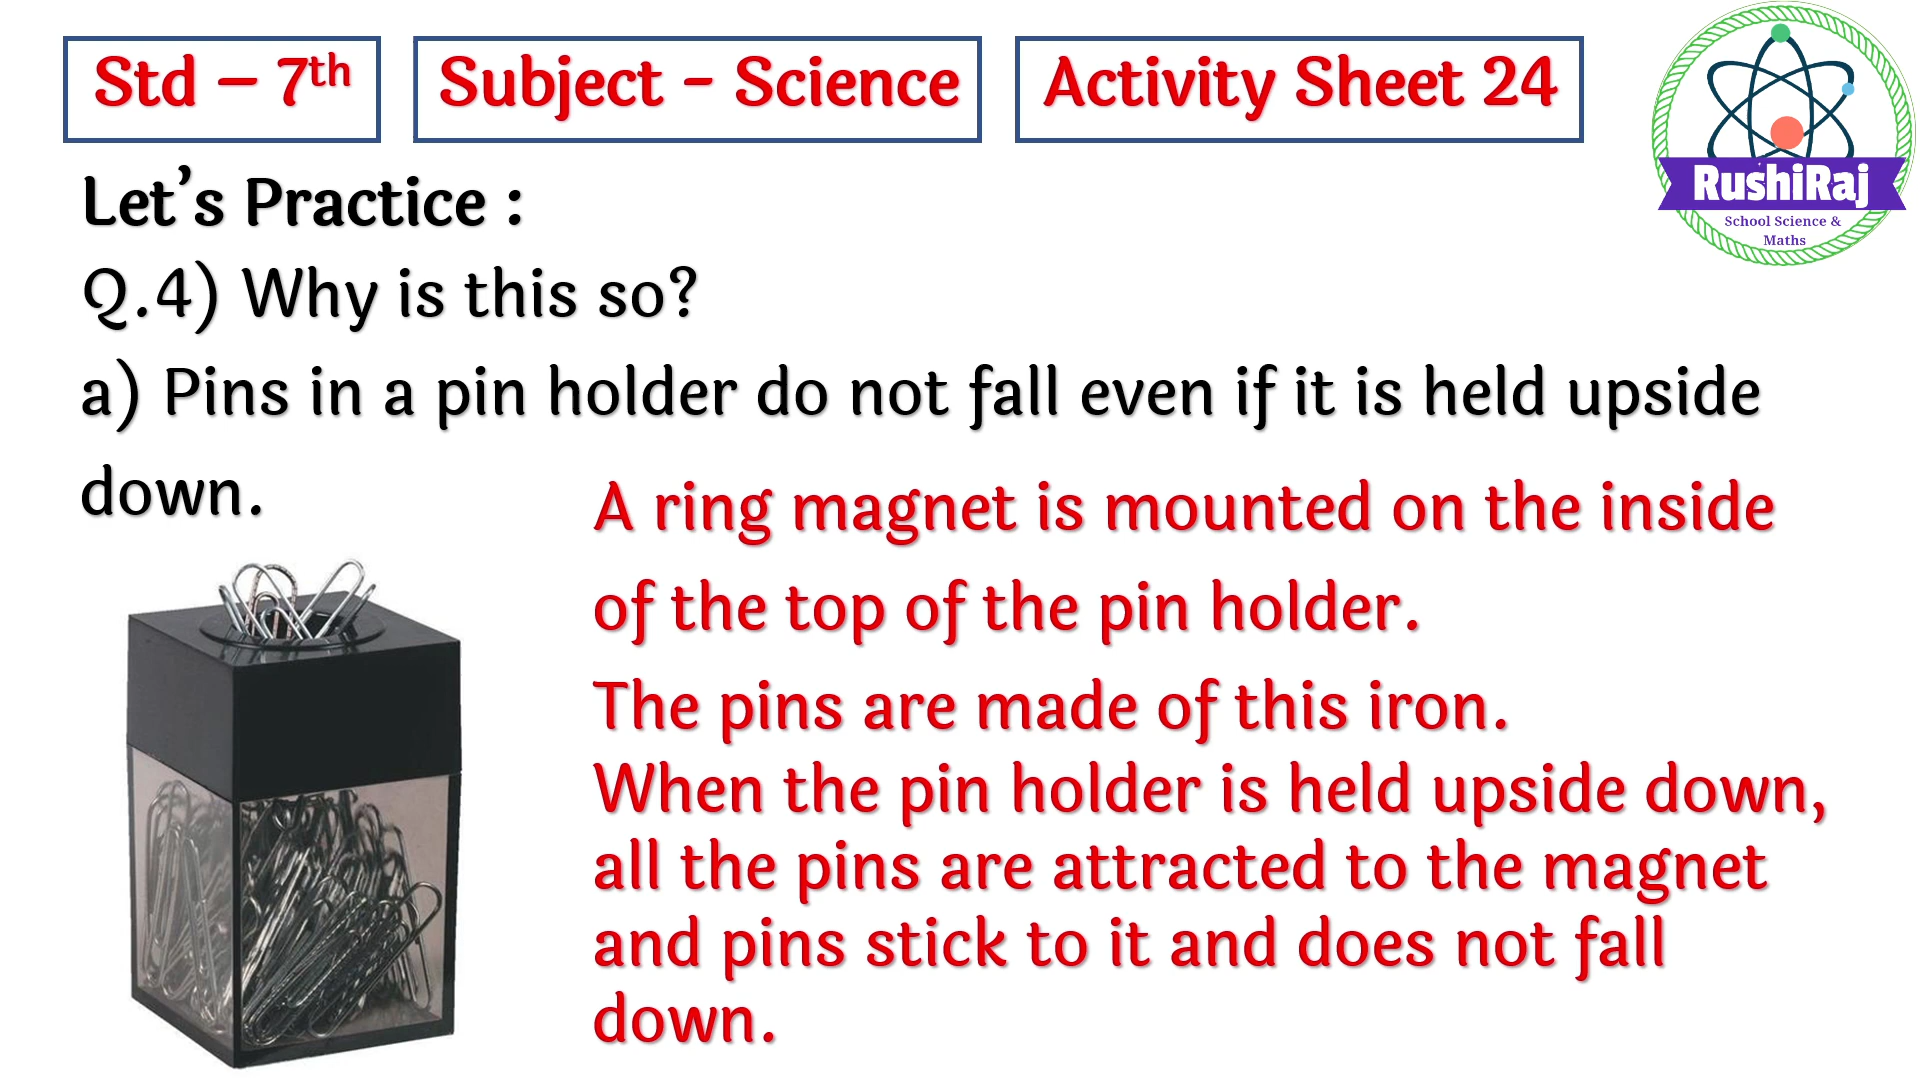 Std – 7th
Subject - Science
Activity Sheet 24
RushiRaj
School Science &
Maths
Let's Practice :
Q.4) Why is this so?
a) Pins in a pin holder do not fall even if it is held upside
down.
A ring magnet is mounted on the inside
of the top of the pin holder.
The pins are made of this iron.
When the pin holder is held upside down,
all the pins are attracted to the magnet
and pins stick to it and does not fall
down.